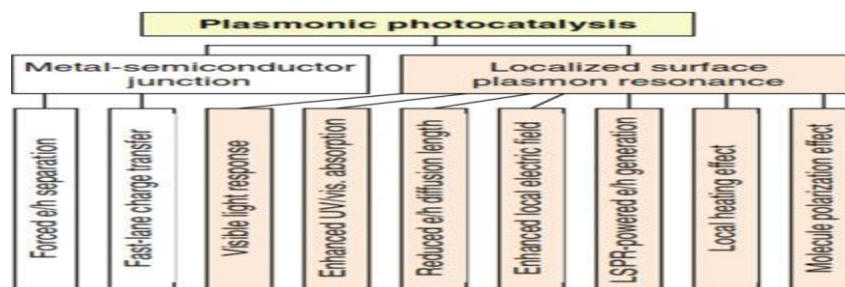 Plasmonic photocatalysis
Metal-semiconductor
junction
Localized surface
plasmon resonance
Forced e/h separation
Fast-lane charge transfer
Visible light response
Enhanced UV/vis. absorption
Reduced e/h diffusion length
Enhanced local electric field
LSPR-powered e/h generation
Local heating effect
Molecule polarization effect